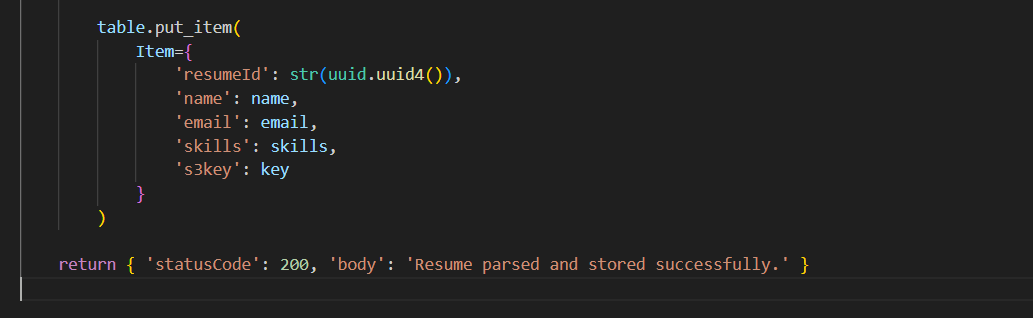 table.put_item(
Item={
'resumeId': str(uuid.uuid4()),
'name': name,
'email': email,
'skills': skills,
's3key': key
}
)
return { 'statusCode': 200, 'body': 'Resume parsed and stored successfully.' }